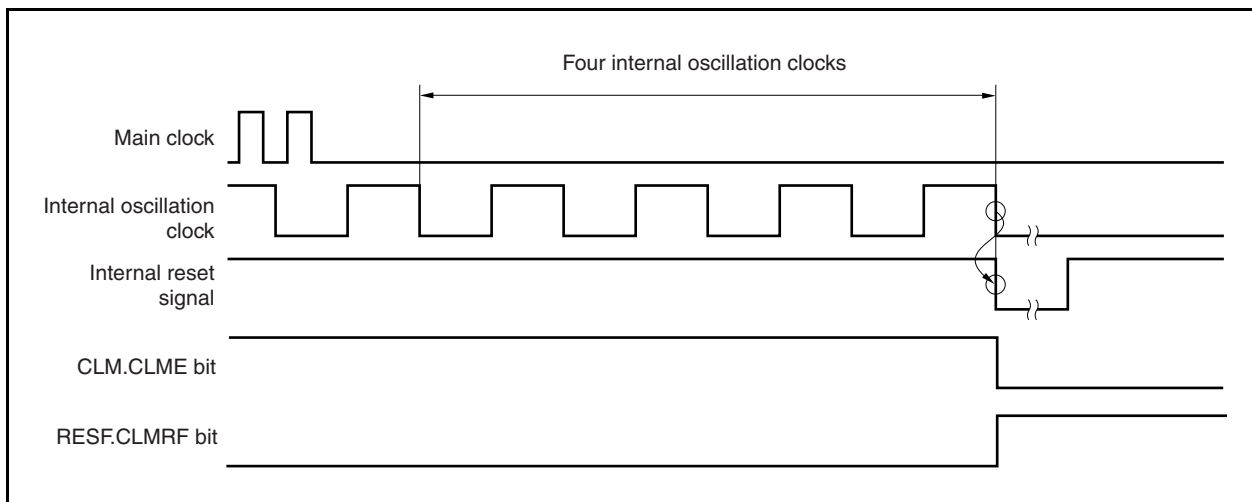 Four internal oscillation clocks
Main clock
Internal oscillation
clock
Internal reset
signal
CLM.CLME bit
RESF.CLMRF bit